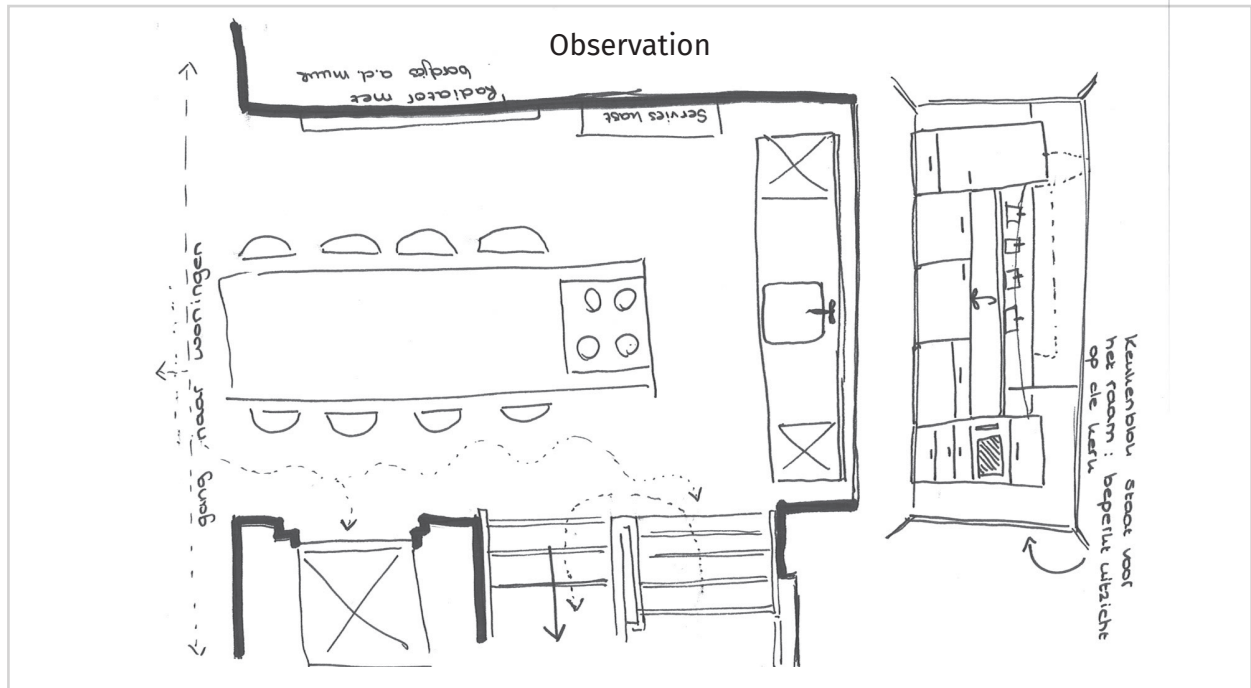 Observation
Radiator met
bordjes a.d. muur
Servies kast
gang naar woningen
Keukenblok staat voor
het raam: beperkt uitzicht
op de kerk